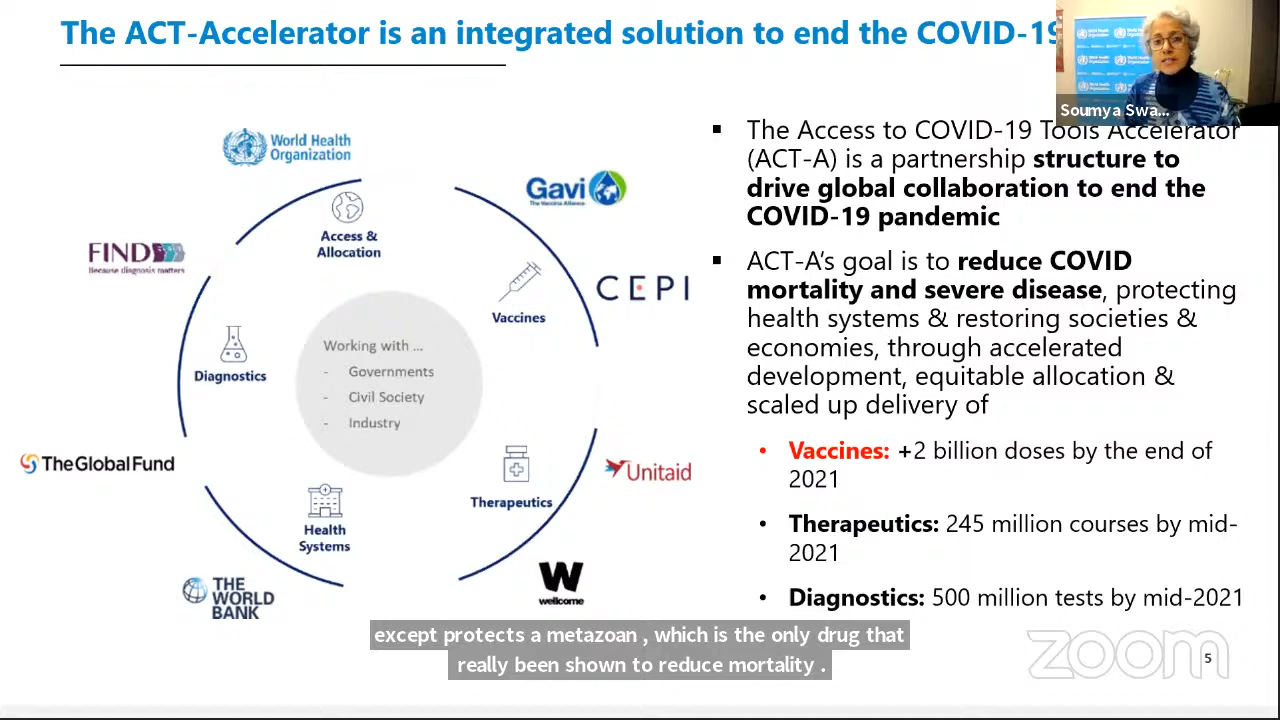 The ACT-Accelerator is an integrated solution to end the COVID-19
Soumya Swa...
World Health
Organization
Gavi
The Vaccine Alliance
FIND
Because diagnosis matters
CEPI
Access &
Allocation
Vaccines
Diagnostics
Working with ...
- Governments
- Civil Society
- Industry
The Global Fund
Unitaid
Therapeutics
Health
Systems
THE
WORLD
BANK
W
wellcome
▪ The Access to COVID-19 Tools Accelerator
(ACT-A) is a partnership structure to
drive global collaboration to end the
COVID-19 pandemic
▪ ACT-A's goal is to reduce COVID
mortality and severe disease, protecting
health systems & restoring societies &
economies, through accelerated
development, equitable allocation &
scaled up delivery of
• Vaccines: +2 billion doses by the end of
2021
• Therapeutics: 245 million courses by mid-
2021
• Diagnostics: 500 million tests by mid-2021
except protects a metazoan , which is the only drug that
really been shown to reduce mortality .
zoom
5